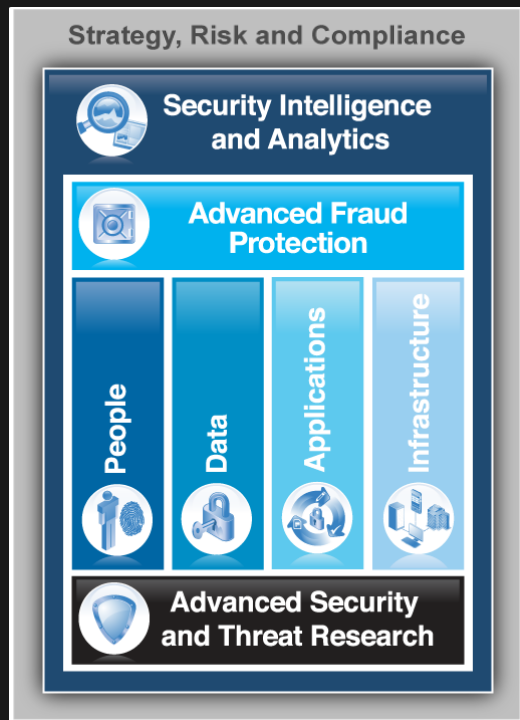 Strategy, Risk and Compliance
Security Intelligence
and Analytics
Advanced Fraud
Protection
People
Data
Applications
Infrastructure
Advanced Security
and Threat Research